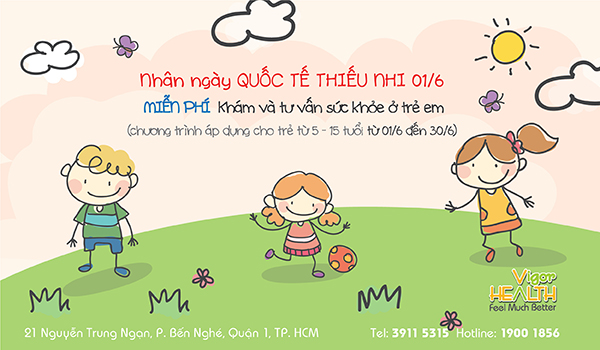 Nhân ngày QUỐC TẾ THIẾU NHI 01/6
MIỄN PHÍ Khám và tư vấn sức khỏe ở trẻ em
(chương trình áp dụng cho trẻ từ 5 - 15 tuổi từ 01/6 đến 30/6)
Vigor
HEALTH
Feel Much Better
21 Nguyễn Trung Ngạn, P. Bến Nghé, Quận 1, TP. HCM
Tel: 3911 5315 Hotline: 1900 1856